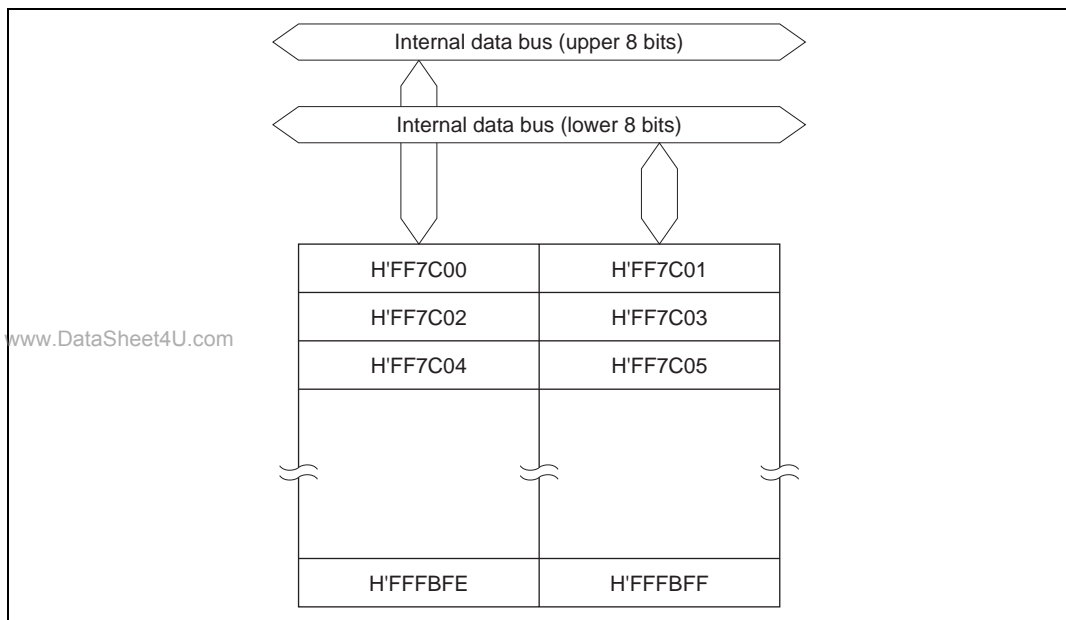 Internal data bus (upper 8 bits)
Internal data bus (lower 8 bits)
H'FF7C00 H'FF7C01
H'FF7C02 H'FF7C03
www.DataSheet4U.com
H'FF7C04 H'FF7C05
H'FFFBFE H'FFFBFF